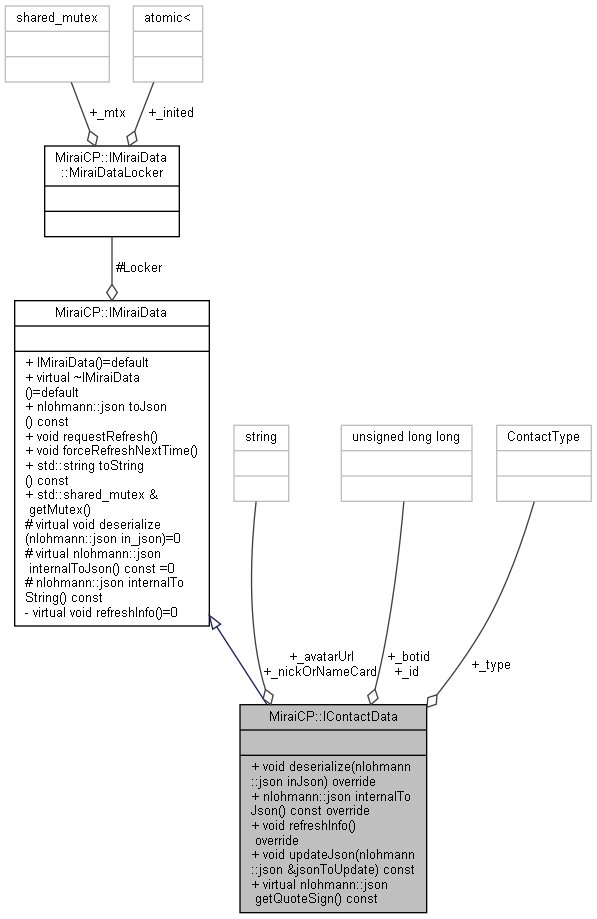 shared_mutex
atomic<
+_mtx
+_inited
MiraiCP::IMiraiData
::MiraiDataLocker
#Locker
MiraiCP::IMiraiData
+ IMiraiData()=default
+ virtual ~IMiraiData
()=default
+ nlohmann::json toJson
() const
+ void requestRefresh()
+ void forceRefreshNextTime()
+ std::string toString
() const
+ std::shared_mutex &
getMutex()
# virtual void deserialize
(nlohmann::json in_json)=0
# virtual nlohmann::json
internalToJson() const =0
# nlohmann::json internalTo
String() const
- virtual void refreshInfo()=0
string
unsigned long long
ContactType
+_avatarUrl
+_nickOrNameCard
+_botid
+_id
+_type
MiraiCP::IContactData
+ void deserialize(nlohmann
::json inJson) override
+ nlohmann::json internalTo
Json() const override
+ void refreshInfo()
override
+ void updateJson(nlohmann
::json &jsonToUpdate) const
+ virtual nlohmann::json
getQuoteSign() const